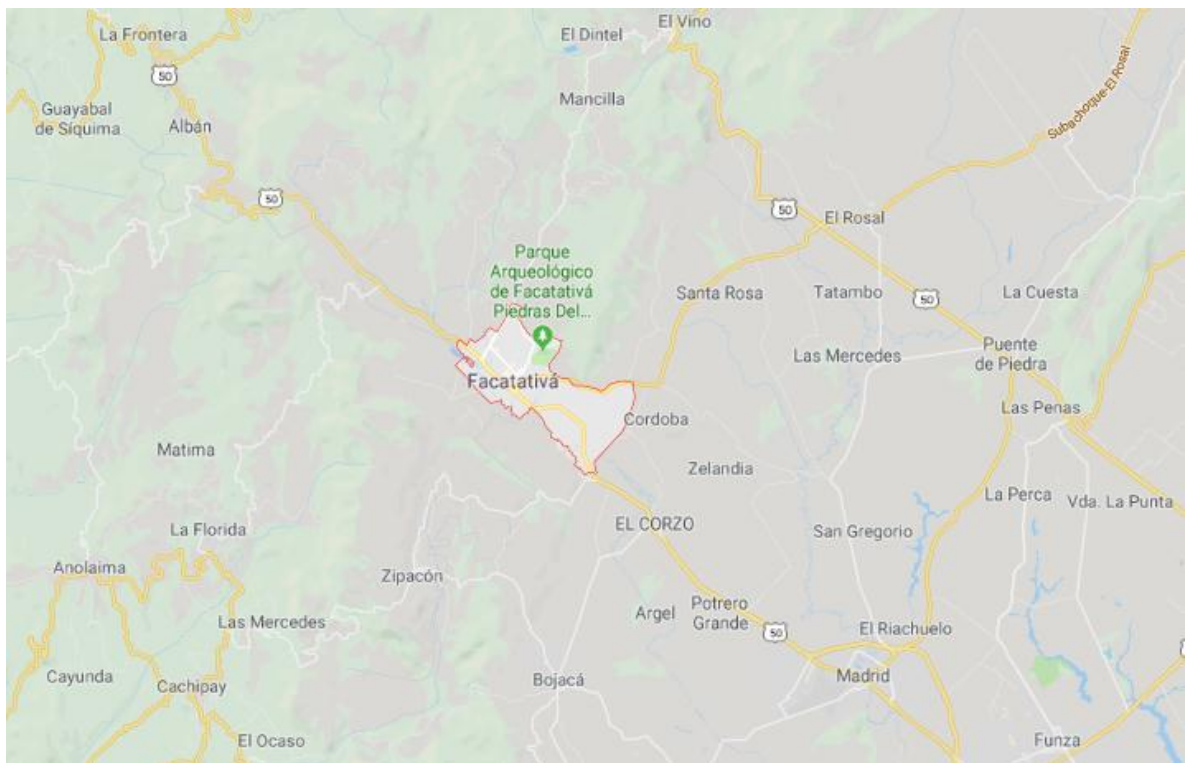 El Vino
La Frontera
El Dintel
50
Mancilla
Guayabal
de Síquima
Albán
Subachoque-El Rosal
50
50
El Rosal
Parque
Arqueológico
de Facatativá
Piedras Del...
Santa Rosa
Tatambo
50
La Cuesta
Las Mercedes
Puente
de Piedra
Facatativá
Las Penas
Cordoba
Matima
Zelandia
La Perca
Vda. La Punta
La Florida
EL CORZO
San Gregorio
Anolaima
Zipacón
Las Mercedes
Argel
Potrero
Grande
50
El Riachuelo
Cayunda
Cachipay
Bojacá
Madrid
El Ocaso
Funza